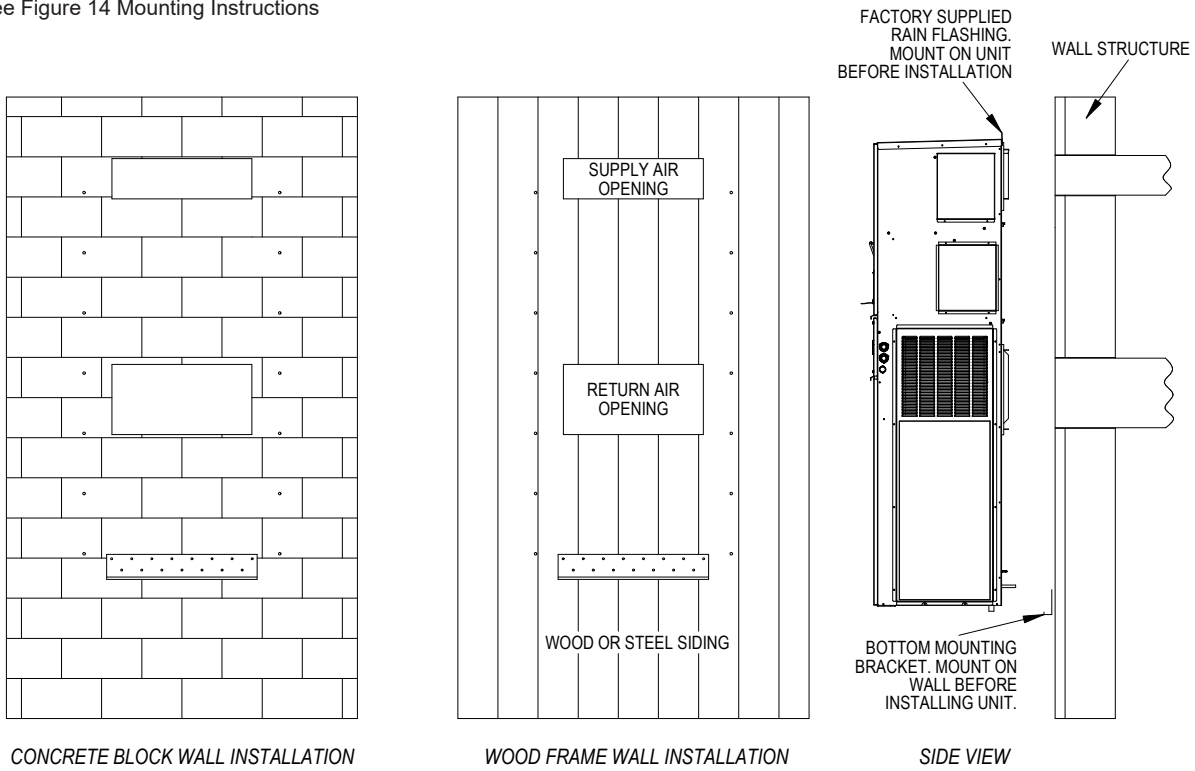 See Figure 14 Mounting Instructions
FACTORY SUPPLIED
RAIN FLASHING.
MOUNT ON UNIT
BEFORE INSTALLATION
WALL STRUCTURE
SUPPLY AIR
OPENING
RETURN AIR
OPENING
WOOD OR STEEL SIDING
BOTTOM MOUNTING
BRACKET. MOUNT ON
WALL BEFORE
INSTALLING UNIT.
CONCRETE BLOCK WALL INSTALLATION
WOOD FRAME WALL INSTALLATION
SIDE VIEW